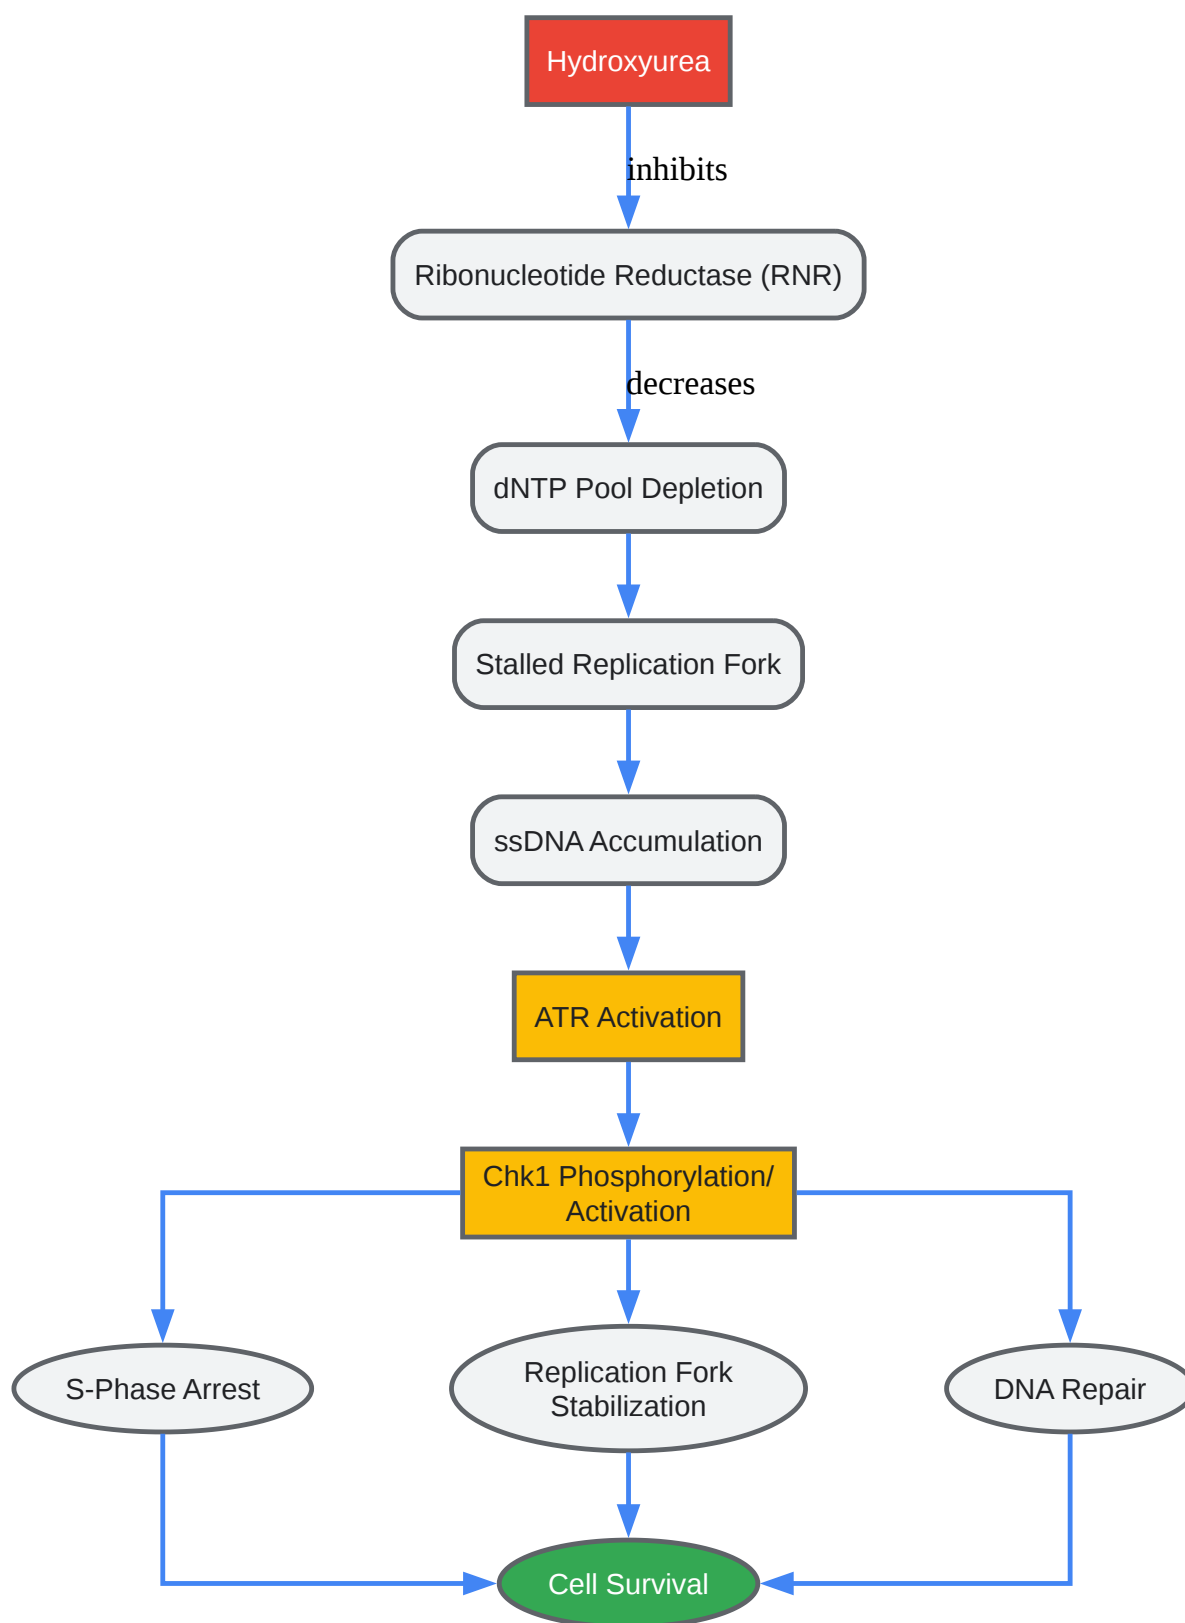 Hydroxyurea
inhibits
Ribonucleotide Reductase (RNR)
decreases
dNTP Pool Depletion
Stalled Replication Fork
ssDNA Accumulation
ATR Activation
Chk1 Phosphorylation/
Activation
S-Phase Arrest
Replication Fork
Stabilization
DNA Repair
Cell Survival